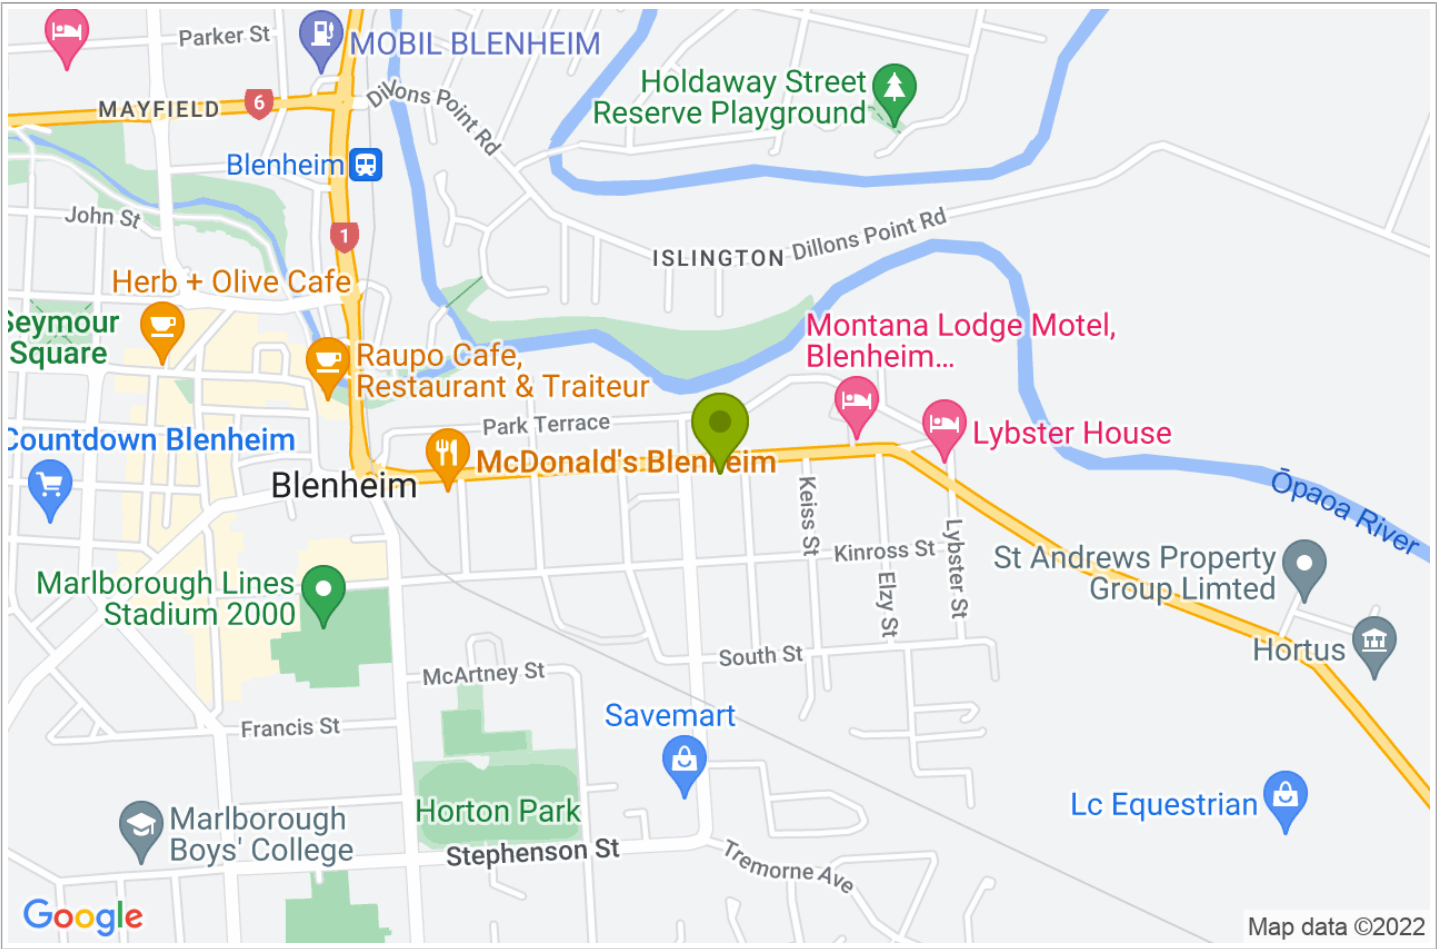 Parker St
MOBIL BLENHEIM
MAYFIELD
6
Dillons Point Rd
Holdaway Street
Reserve Playground
Blenheim
John St
1
ISLINGTON
Dillons Point Rd
Herb + Olive Cafe
Seymour
Square
Raupo Cafe,
Restaurant & Traiteur
Montana Lodge Motel,
Blenheim...
Park Terrace
Countdown Blenheim
McDonald's Blenheim
Lybster House
Blenheim
Keiss St
Ōpaoa River
Kinross St
Lybster St
Elzy St
St Andrews Property
Group Limted
Marlborough Lines
Stadium 2000
South St
Hortus
McArtney St
Francis St
Savemart
Horton Park
Lc Equestrian
Marlborough
Boys' College
Stephenson St
Tremorne Ave
Google
Map data ©2022